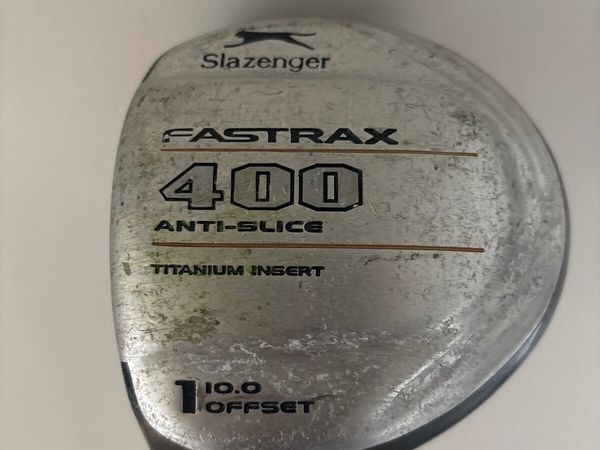 Slazenger
FASTRAX
400
ANTI-SLICE
TITANIUM INSERT
1 10.0
OFFSET